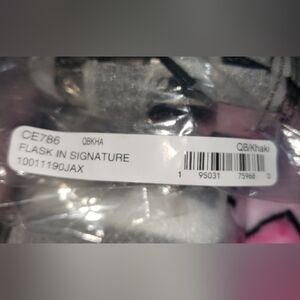 CE786 QBKHA
FLASK IN SIGNATURE
10011190JAX
QB/Khaki
1 95031 75968 0